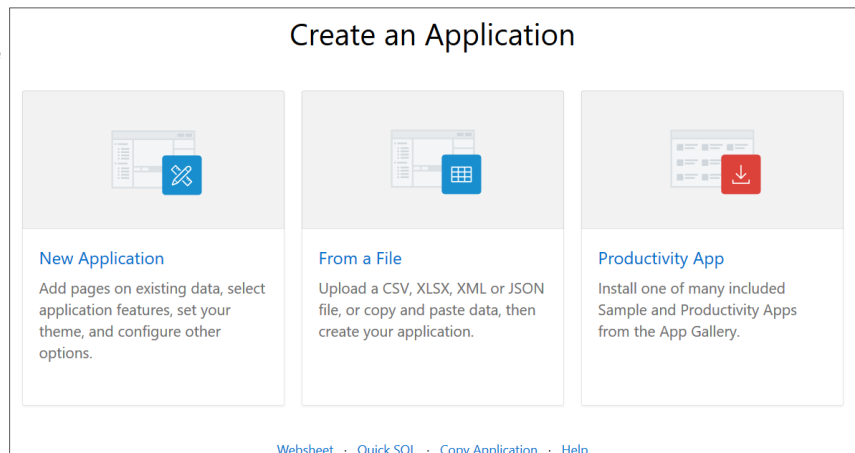 Create an Application
New Application
Add pages on existing data, select
application features, set your
theme, and configure other
options.
From a File
Upload a CSV, XLSX, XML or JSON
file, or copy and paste data, then
create your application.
Productivity App
Install one of many included
Sample and Productivity Apps
from the App Gallery.
Websheet · Quick SQL · Copy Application · Help